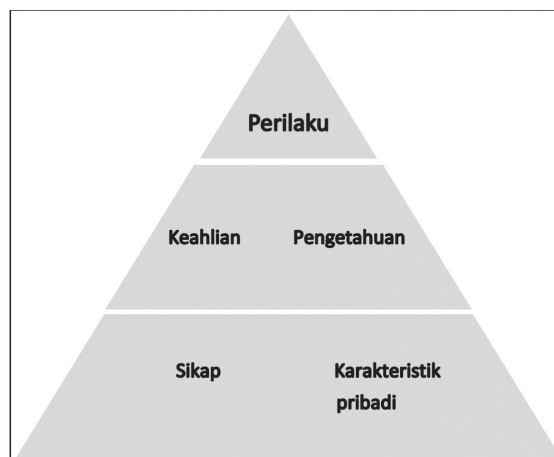 Perilaku
Keahlian Pengetahuan
Sikap Karakteristik
pribadi